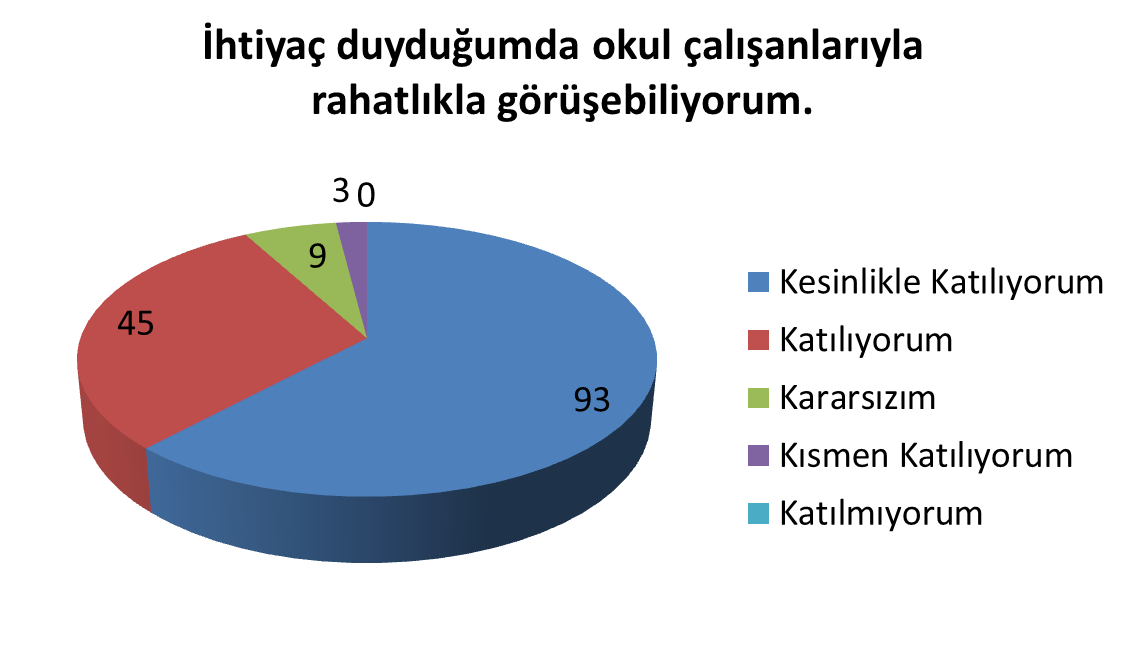 İhtiyaç duyduğumda okul çalışanlarıyla
rahatlıkla görüşebiliyorum.
3 0
9
45
93
Kesinlikle Katılıyorum
Katılıyorum
Kararsızım
Kısmen Katılıyorum
Katılmıyorum